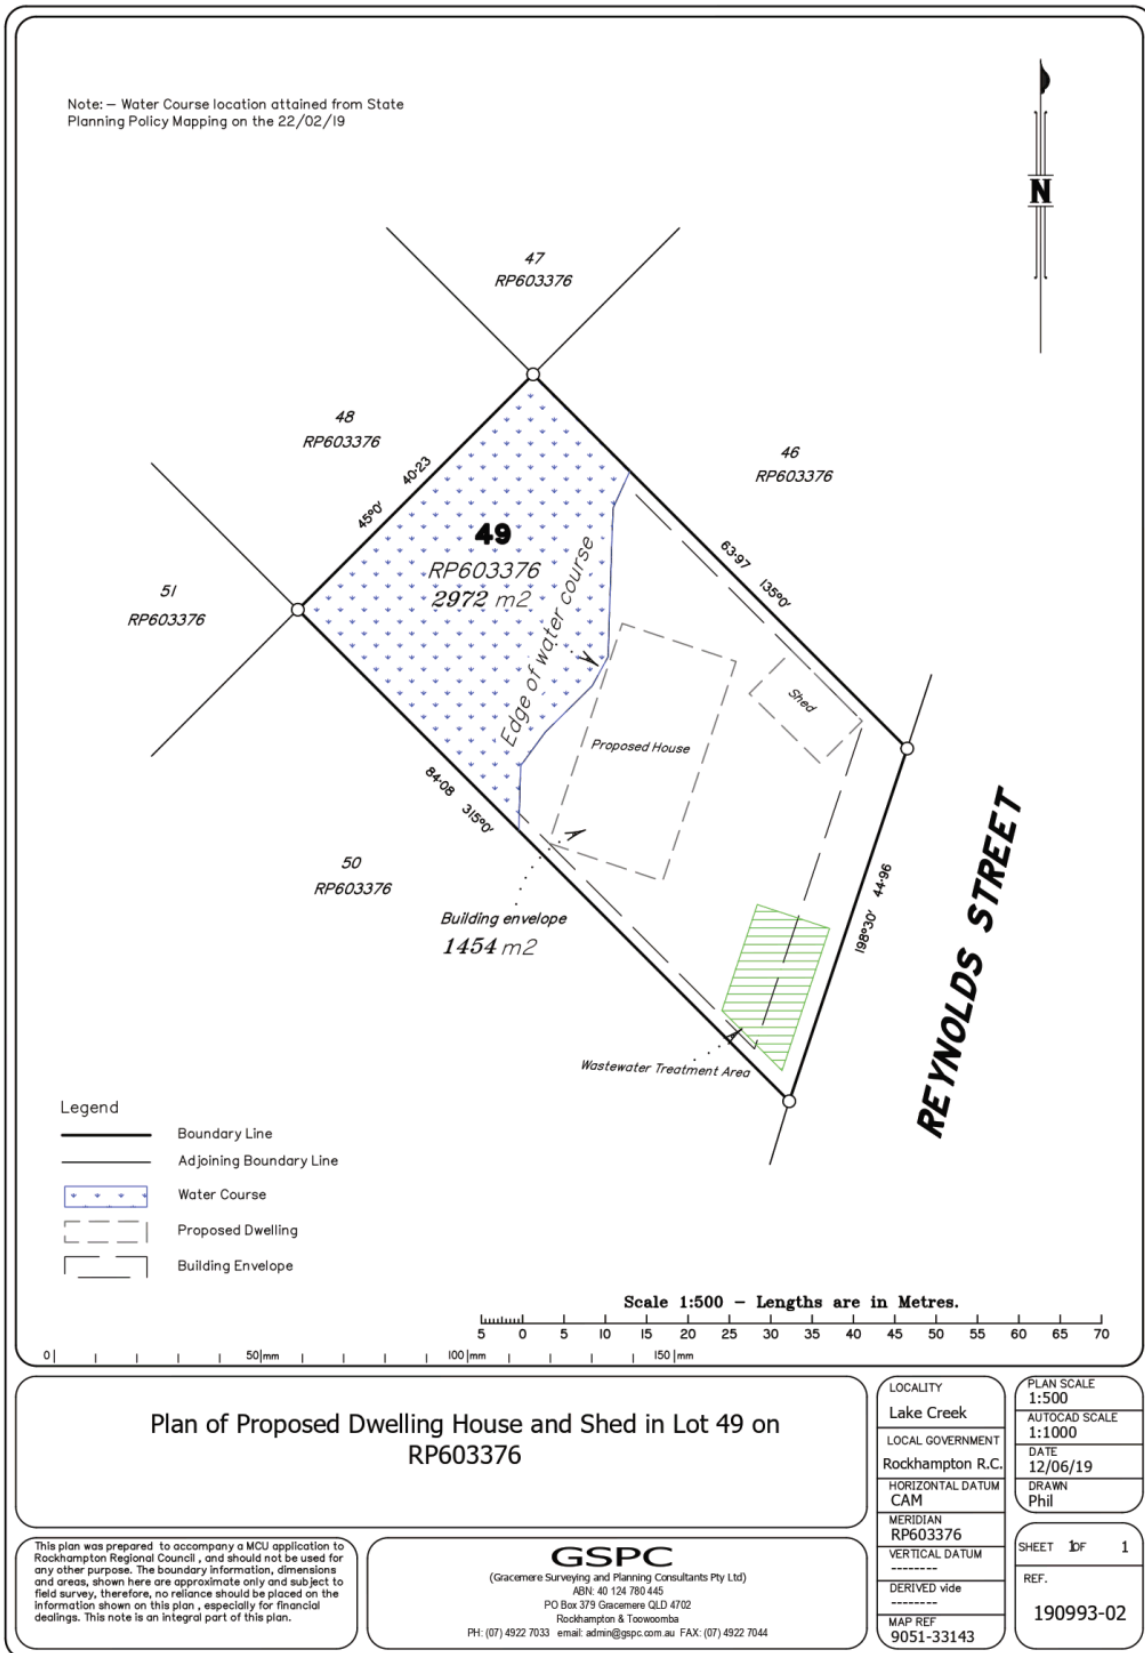 Note: – Water Course location attained from State
Planning Policy Mapping on the 22/02/19
N
47
RP603376
48
RP603376
46
RP603376
45°0' 40·23
49
RP603376
2972 m2
Edge of water course
63·97 135°0'
51
RP603376
Shed
Proposed House
84·08 315°0'
50
RP603376
Building envelope
1454 m2
198°30' 44·96
REYNOLDS STREET
Wastewater Treatment Area
Legend
Boundary Line
Adjoining Boundary Line
Water Course
Proposed Dwelling
Building Envelope
Scale 1:500 – Lengths are in Metres.
5 0 5 10 15 20 25 30 35 40 45 50 55 60 65 70
0 50mm 100mm 150mm
Plan of Proposed Dwelling House and Shed in Lot 49 on
RP603376
LOCALITY
Lake Creek
LOCAL GOVERNMENT
Rockhampton R.C.
HORIZONTAL DATUM
CAM
MERIDIAN
RP603376
VERTICAL DATUM
--------
DERIVED vide
--------
MAP REF
9051-33143
PLAN SCALE
1:500
AUTOCAD SCALE
1:1000
DATE
12/06/19
DRAWN
Phil
SHEET 1OF 1
REF.
190993-02
This plan was prepared to accompany a MCU application to
Rockhampton Regional Council , and should not be used for
any other purpose. The boundary information, dimensions
and areas, shown here are approximate only and subject to
field survey, therefore, no reliance should be placed on the
information shown on this plan , especially for financial
dealings. This note is an integral part of this plan.
GSPC
(Gracemere Surveying and Planning Consultants Pty Ltd)
ABN: 40 124 780 445
PO Box 379 Gracemere QLD 4702
Rockhampton & Toowoomba
PH: (07) 4922 7033 email: admin@gspc.com.au FAX: (07) 4922 7044